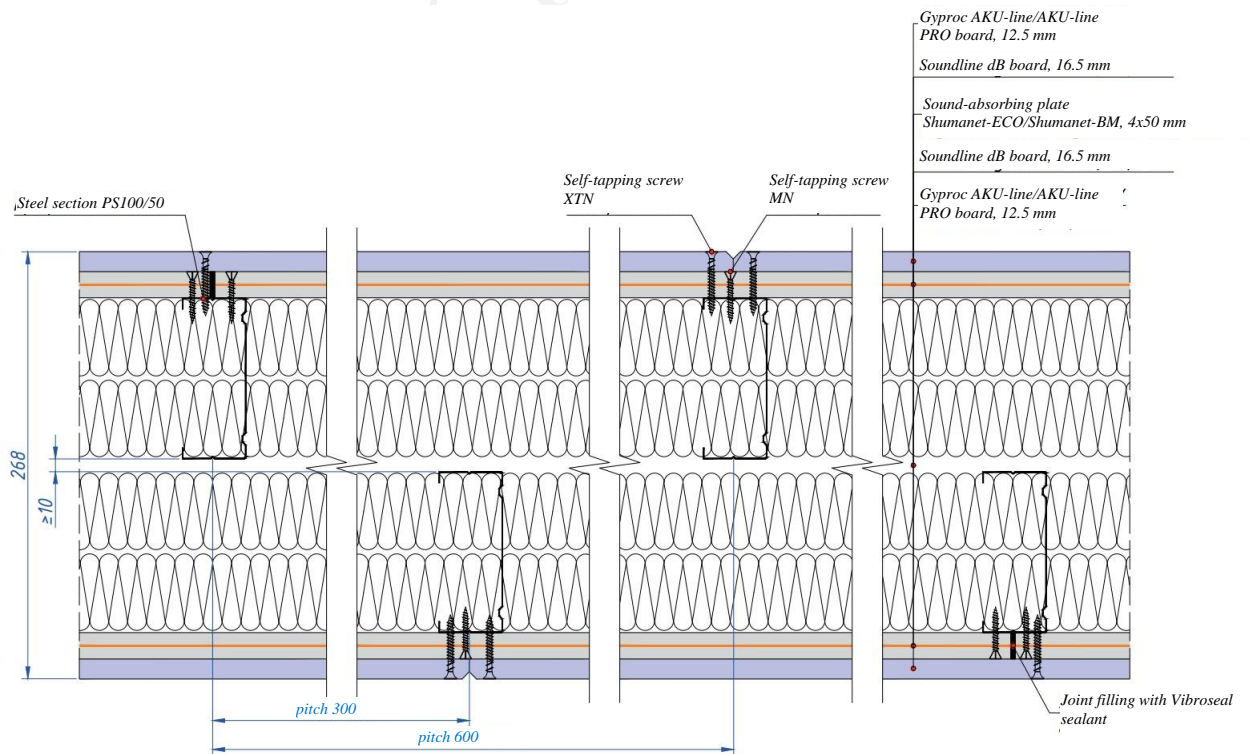 Gyproc AKU-line/AKU-line
PRO board, 12.5 mm
Soundline dB board, 16.5 mm
Sound-absorbing plate
Shumanet-ECO/Shumanet-BM, 4x50 mm
Soundline dB board, 16.5 mm
Gyproc AKU-line/AKU-line
PRO board, 12.5 mm
Steel section PS100/50
Self-tapping screw
XTN
Self-tapping screw
MN
268
≥10
pitch 300
pitch 600
Joint filling with Vibroseal
sealant